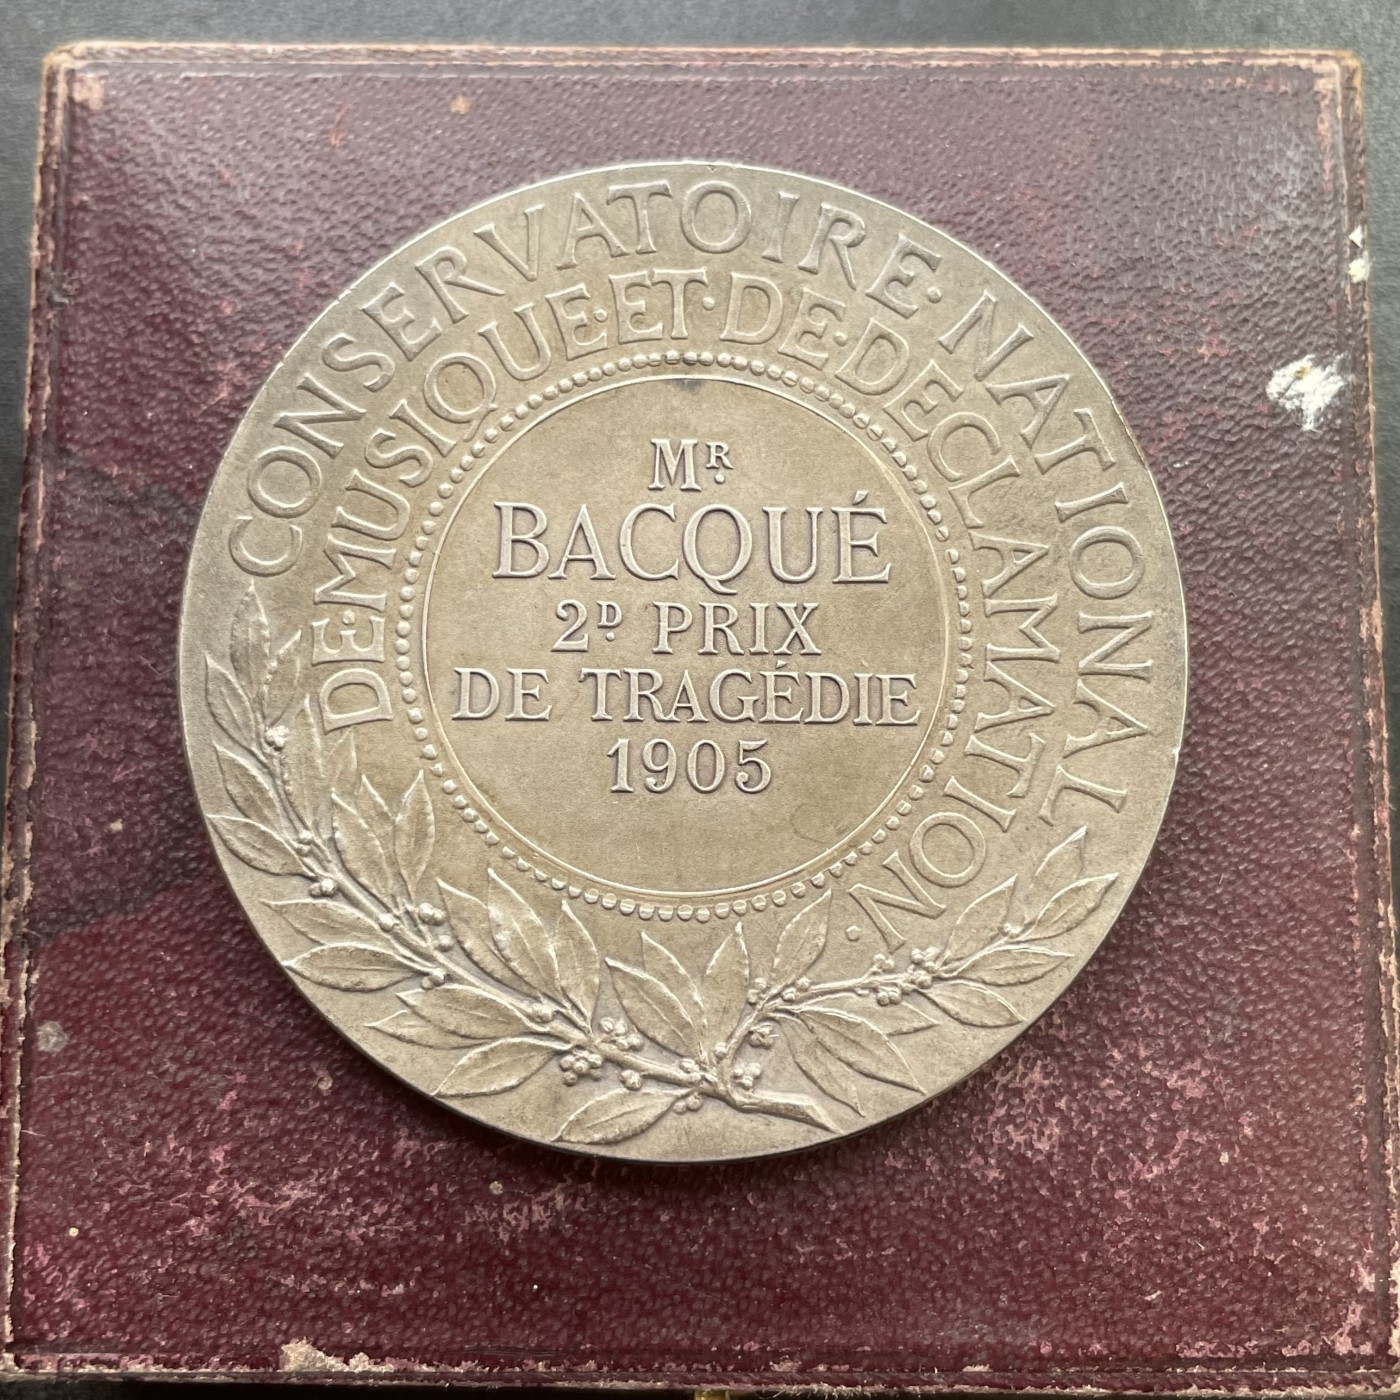 CONSERVATOIRE · NATIONAL
DE · MUSIQUE · ET · DE · DECLAMATION ·
MR.
BACQUÉ
2D. PRIX
DE TRAGÉDIE
1905